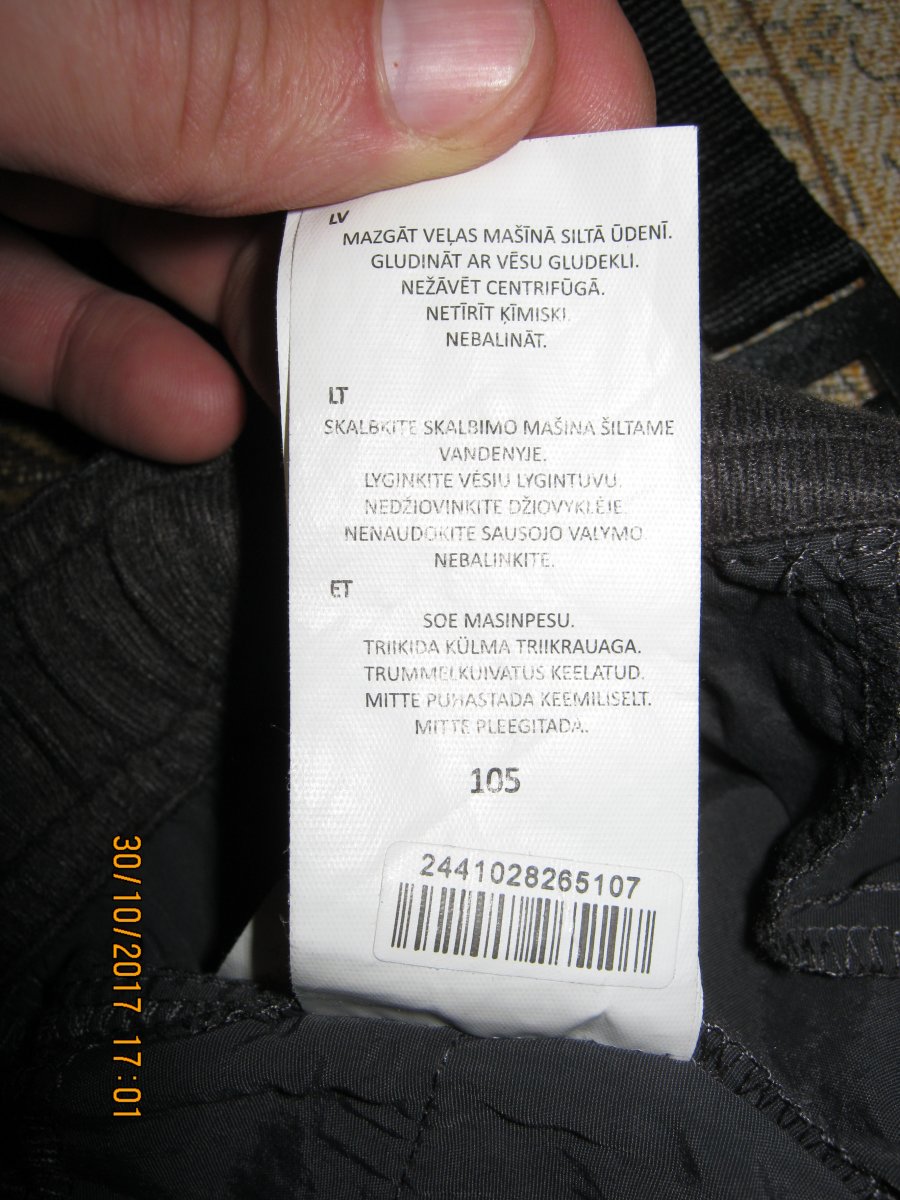 LV
MAZGĀT VEĻAS MAŠĪNĀ SILTĀ ŪDENĪ.
GLUDINĀT AR VĒSU GLUDEKLI.
NEŽĀVĒT CENTRIFŪGĀ.
NETĪRĪT ĶĪMISKI.
NEBALINĀT.
LT
SKALBKITE SKALBIMO MAŠINA ŠILTAME
VANDENYJE.
LYGINKITE VĖSIU LYGINTUVU.
NEDŽIOVINKITE DŽIOVYKLĖJE.
NENAUDOKITE SAUSOJO VALYMO.
NEBALINKITE.
ET
SOE MASINPESU.
TRIIKIDA KÜLMA TRIIKRAUAGA.
TRUMMELKUIVATUS KEELATUD.
MITTE PUHASTADA KEEMILISELT.
MITTE PLEEGITADA.
105
2441028265107
30/10/2017 17:01